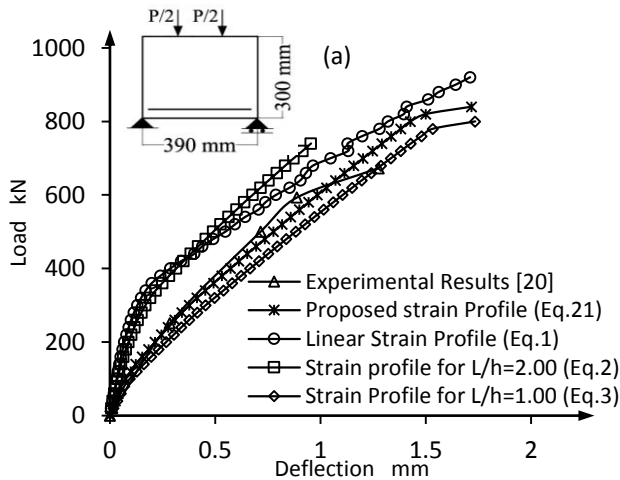 P/2 P/2
(a)
300 mm
390 mm
Load kN
1000
800
600
400
200
0
Experimental Results [20]
Proposed strain Profile (Eq.21)
Linear Strain Profile (Eq.1)
Strain profile for L/h=2.00 (Eq.2)
Strain Profile for L/h=1.00 (Eq.3)
0 0.5 1 1.5 2
Deflection mm